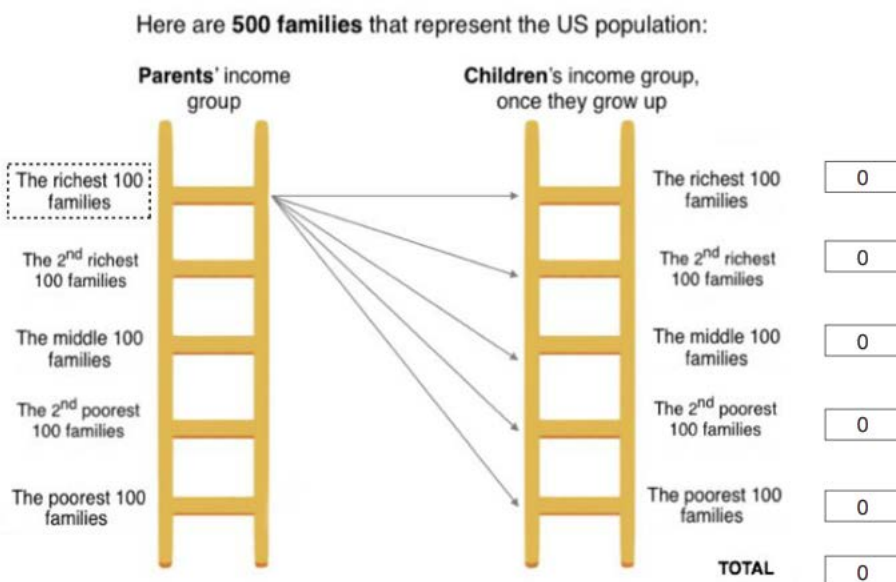 Here are 500 families that represent the US population:
Parents' income
group
Children's income group,
once they grow up
The richest 100
families
The richest 100
families
0
The 2nd richest
100 families
The 2nd richest
100 families
0
The middle 100
families
The middle 100
families
0
The 2nd poorest
100 families
The 2nd poorest
100 families
0
The poorest 100
families
The poorest 100
families
0
TOTAL
0